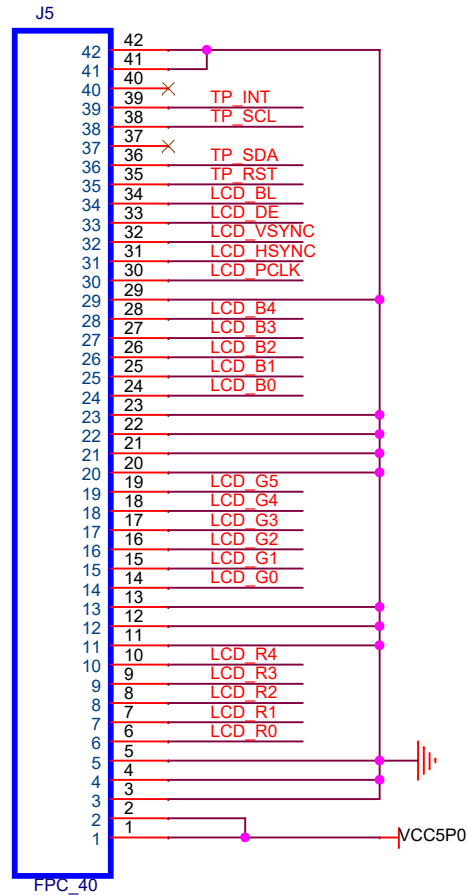 J5
42 42
41 41
40 40
39 39 TP_INT
38 38 TP_SCL
37 37
36 36 TP_SDA
35 35 TP_RST
34 34 LCD_BL
33 33 LCD_DE
32 32 LCD_VSYNC
31 31 LCD_HSYNC
30 30 LCD_PCLK
29 29
28 28 LCD_B4
27 27 LCD_B3
26 26 LCD_B2
25 25 LCD_B1
24 24 LCD_B0
23 23
22 22
21 21
20 20
19 19 LCD_G5
18 18 LCD_G4
17 17 LCD_G3
16 16 LCD_G2
15 15 LCD_G1
14 14 LCD_G0
13 13
12 12
11 11
10 10 LCD_R4
9 9 LCD_R3
8 8 LCD_R2
7 7 LCD_R1
6 6 LCD_R0
5 5
4 4
3 3
2 2
1 1 VCC5P0
FPC_40